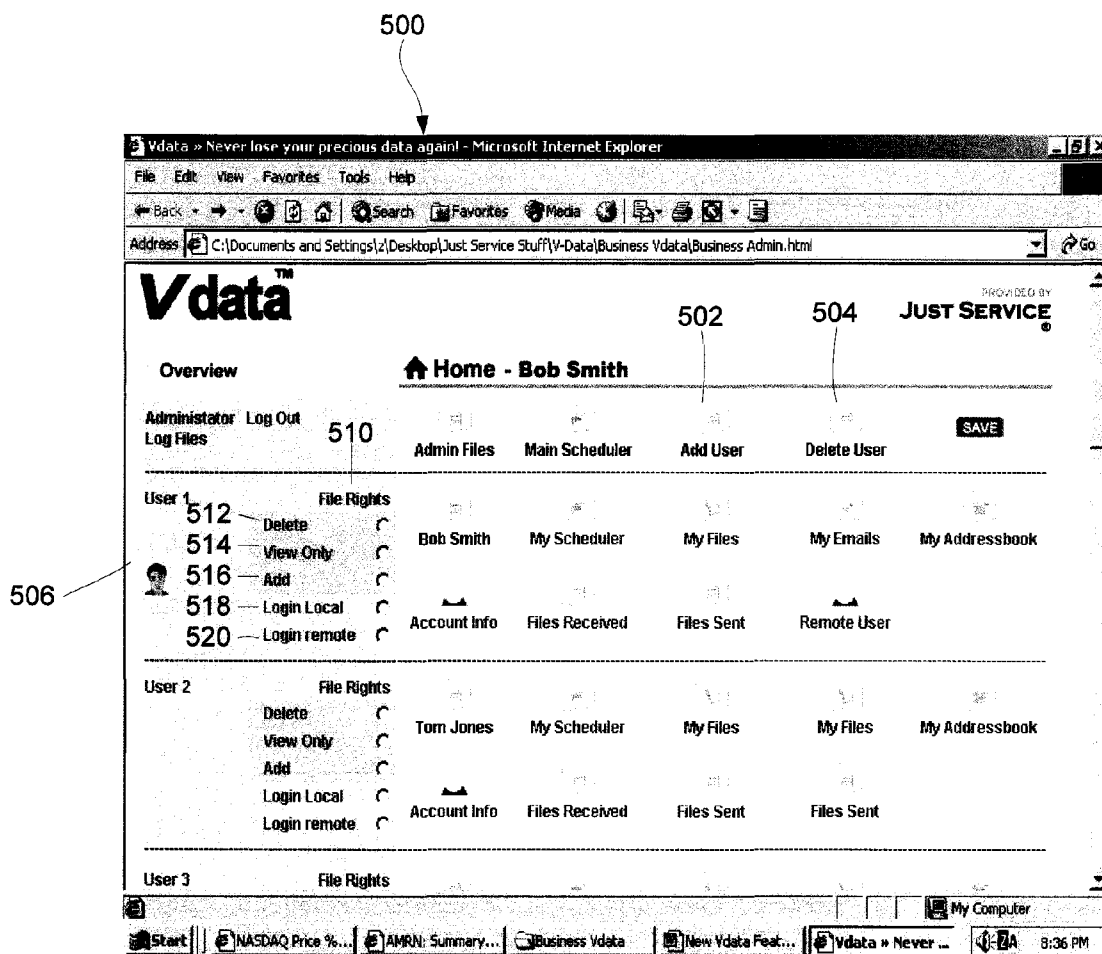 500
Vdata » Never lose your precious data again! - Microsoft Internet Explorer
File Edit View Favorites Tools Help
Back Search Favorites Media
Address C:\Documents and Settings\z\Desktop\Just Service Stuff\V-Data\Business Vdata\Business Admin.html Go
Vdata™
PROVIDED BY
JUST SERVICE ®
502 504
Overview
Home - Bob Smith
Administator Log Out
Log Files
510
Admin Files Main Scheduler Add User Delete User SAVE
User 1 File Rights
512 Delete
514 View Only
516 Add
518 Login Local
520 Login remote
506
Bob Smith My Scheduler My Files My Emails My Addressbook
Account Info Files Received Files Sent Remote User
User 2 File Rights
Delete
View Only
Add
Login Local
Login remote
Tom Jones My Scheduler My Files My Files My Addressbook
Account Info Files Received Files Sent Files Sent
User 3 File Rights
My Computer
Start NASDAQ Price %... AMRN: Summary... Business Vdata New Vdata Feat... Vdata » Never ... 8:36 PM